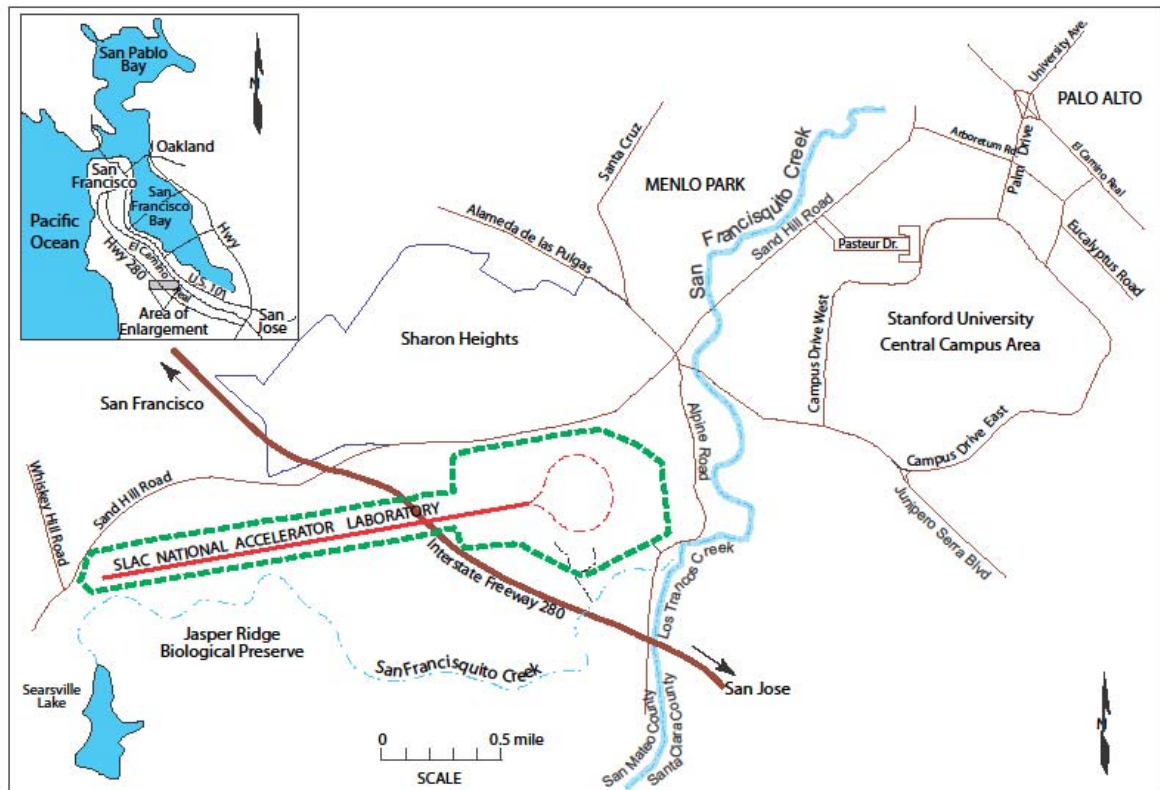 San Pablo
Bay
N
Oakland
San
Francisco
San
Francisco
Bay
Pacific
Ocean
Hwy
El Camino Real
Hwy 280
U.S. 101
Area of
Enlargement
San
Jose
University Ave.
PALO ALTO
Arboretum Rd.
Palm Drive
El Camino Real
Santa Cruz
MENLO PARK
San Francisquito Creek
Sand Hill Road
Pasteur Dr.
Eucalyptus Road
Alameda de las Pulgas
Stanford University
Central Campus Area
Campus Drive West
Sharon Heights
San Francisco
Alpine Road
Campus Drive East
Whiskey Hill Road
Sand Hill Road
SLAC NATIONAL ACCELERATOR LABORATORY
Junipero Serra Blvd
Interstate Freeway 280
Los Trancos Creek
Jasper Ridge
Biological Preserve
San Francisquito Creek
Searsville
Lake
San Jose
San Mateo County
Santa Clara County
N
0 0.5 mile
SCALE